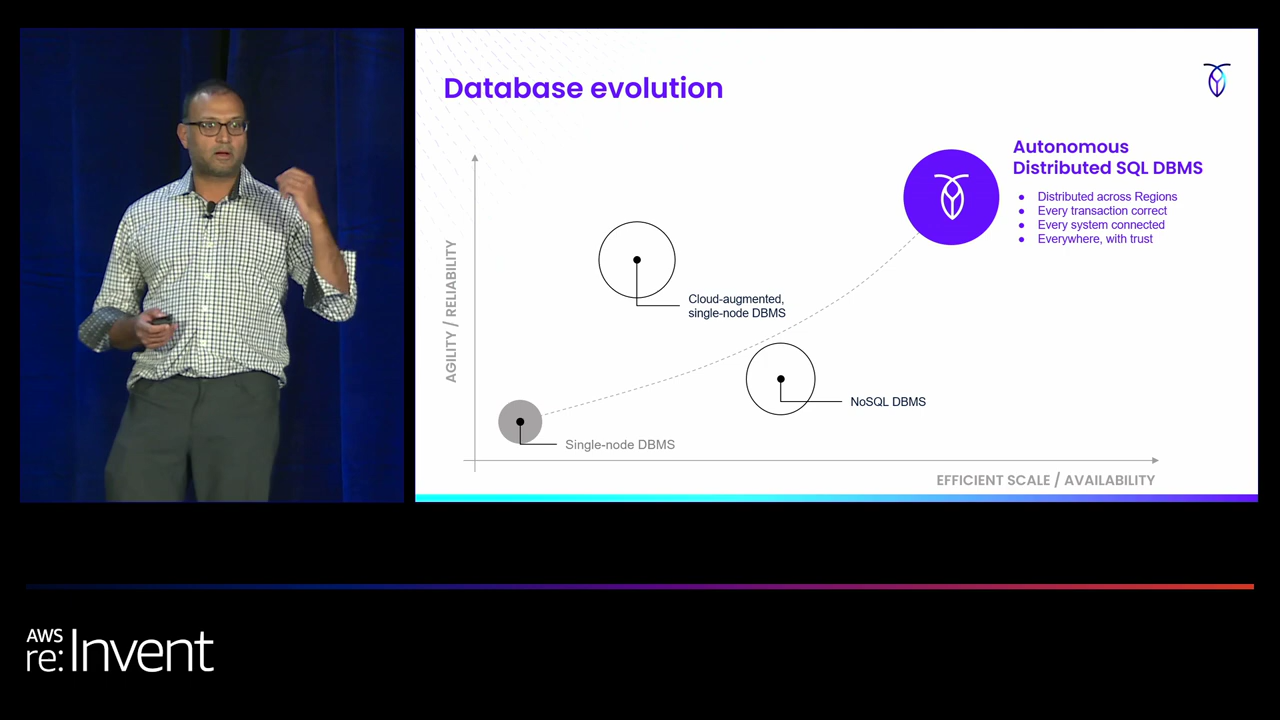 Database evolution
Autonomous
Distributed SQL DBMS
● Distributed across Regions
● Every transaction correct
● Every system connected
● Everywhere, with trust
AGILITY / RELIABILITY
Cloud-augmented,
single-node DBMS
NoSQL DBMS
Single-node DBMS
EFFICIENT SCALE / AVAILABILITY
AWS
re:Invent